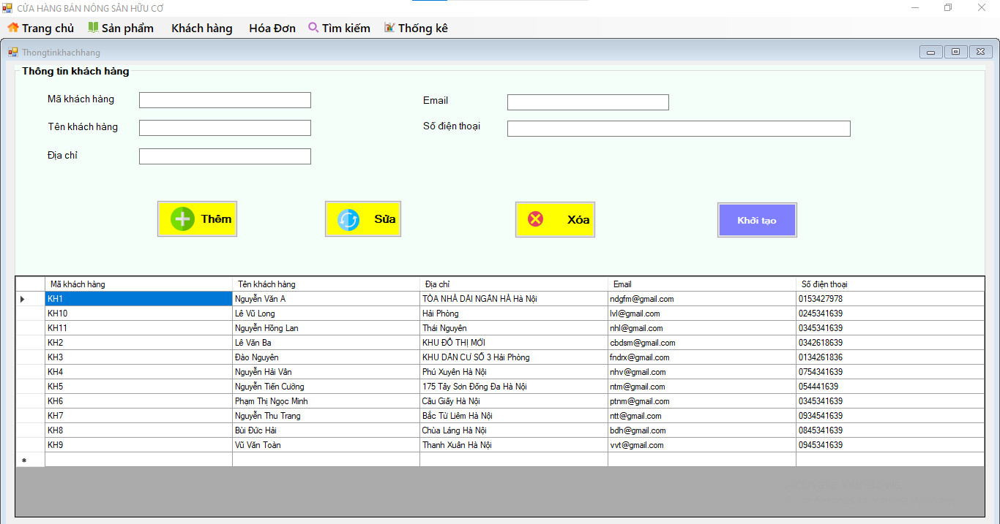 CỬA HÀNG BÁN NÔNG SẢN HỮU CƠ
Trang chủ Sản phẩm Khách hàng Hóa Đơn Tìm kiếm Thống kê
Thongtinkhachhang
Thông tin khách hàng
Mã khách hàng Email
Tên khách hàng Số điện thoại
Địa chỉ
Thêm Sửa Xóa Khởi tạo
Mã khách hàng Tên khách hàng Địa chỉ Email Số điện thoại
KH1 Nguyễn Văn A TÒA NHÀ DẢI NGÂN HÀ Hà Nội ndgfm@gmail.com 0153427978
KH10 Lê Vũ Long Hải Phòng lvl@gmail.com 0245341639
KH11 Nguyễn Hồng Lan Thái Nguyên nhl@gmail.com 0345341639
KH2 Lê Văn Ba KHU ĐÔ THỊ MỚI cbdsm@gmail.com 0342618639
KH3 Đào Nguyên KHU DÂN CƯ SỐ 3 Hải Phòng fndrx@gmail.com 0134261836
KH4 Nguyễn Hải Vân Phú Xuyên Hà Nội nhv@gmail.com 0754341639
KH5 Nguyễn Tiến Cường 175 Tây Sơn Đống Đa Hà Nội ntm@gmail.com 054441639
KH6 Phạm Thị Ngọc Minh Cầu Giấy Hà Nội ptnm@gmail.com 0345341639
KH7 Nguyễn Thu Trang Bắc Từ Liêm Hà Nội ntt@gmail.com 0934541639
KH8 Bùi Đức Hải Chùa Láng Hà Nội bdh@gmail.com 0845341639
KH9 Vũ Văn Toàn Thanh Xuân Hà Nội vvt@gmail.com 0945341639